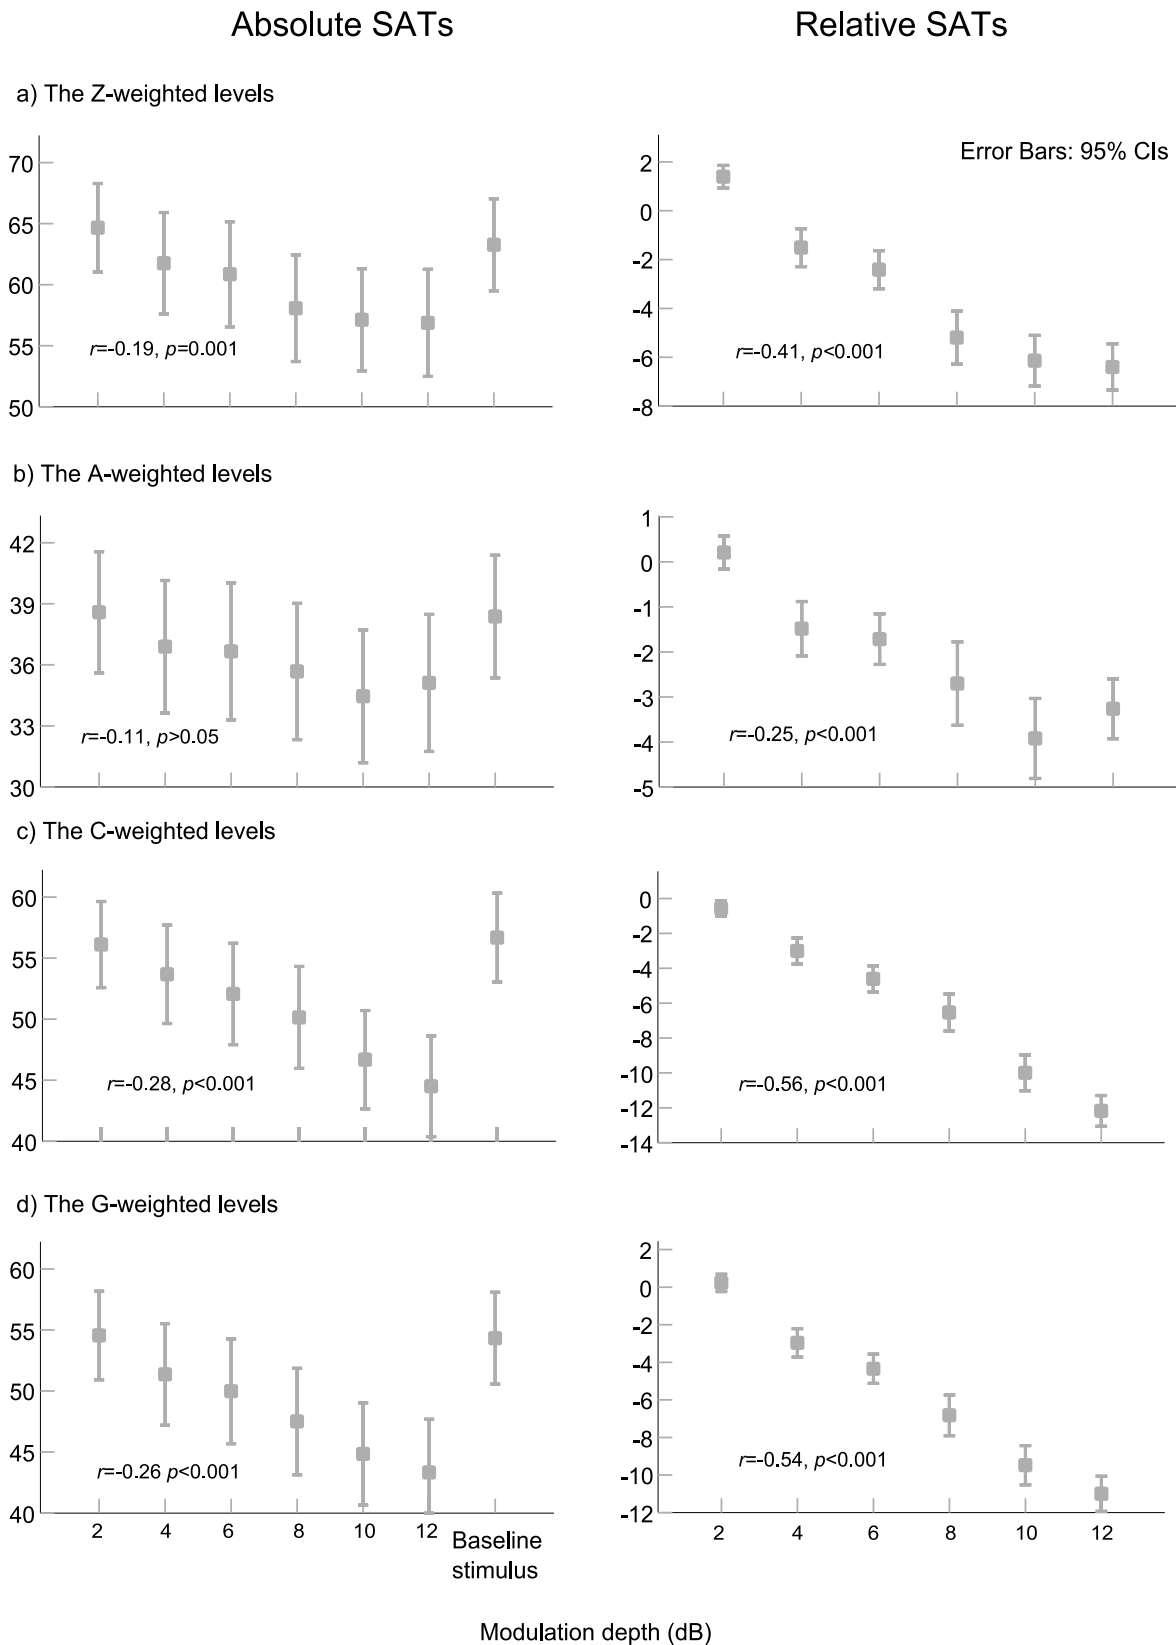 Absolute SATs
Relative SATs
a) The Z-weighted levels
70
65
60
55
50
r=-0.19, p=0.001
2
0
-2
-4
-6
-8
Error Bars: 95% CIs
r=-0.41, p<0.001
b) The A-weighted levels
42
39
36
33
30
r=-0.11, p>0.05
1
0
-1
-2
-3
-4
-5
r=-0.25, p<0.001
c) The C-weighted levels
60
55
50
45
40
r=-0.28, p<0.001
0
-2
-4
-6
-8
-10
-12
-14
r=-0.56, p<0.001
d) The G-weighted levels
60
55
50
45
40
r=-0.26 p<0.001
2 4 6 8 10 12 Baseline
stimulus
2
0
-2
-4
-6
-8
-10
-12
r=-0.54, p<0.001
2 4 6 8 10 12
Modulation depth (dB)